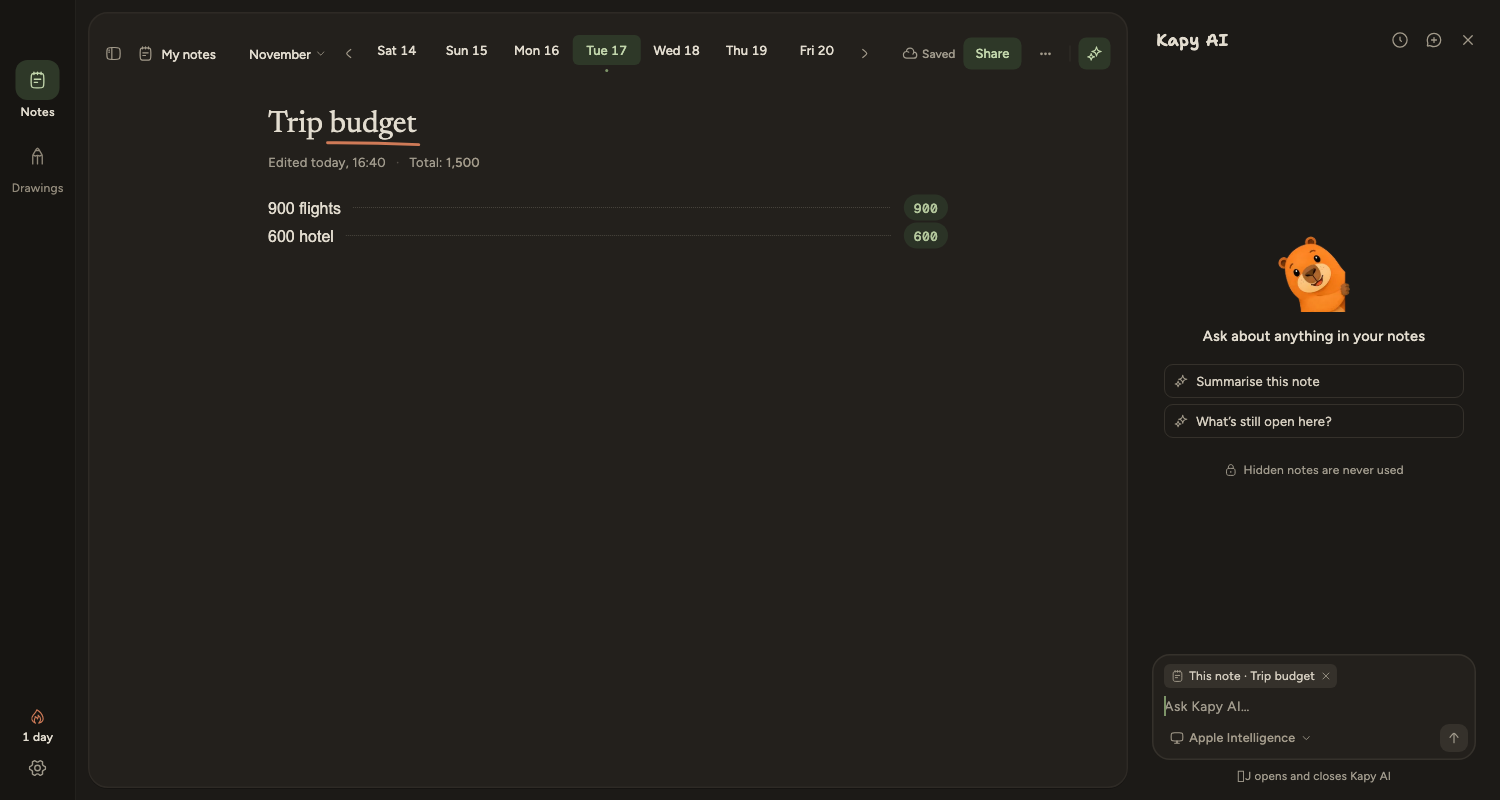 Notes
Drawings
1 day
My notes
November
Sat 14
Sun 15
Mon 16
Tue 17
Wed 18
Thu 19
Fri 20
Saved
Share
Trip budget
Edited today, 16:40 · Total: 1,500
900 flights 900
600 hotel 600
Kapy AI
Ask about anything in your notes
Summarise this note
What's still open here?
Hidden notes are never used
This note · Trip budget
Ask Kapy AI…
Apple Intelligence
J opens and closes Kapy AI